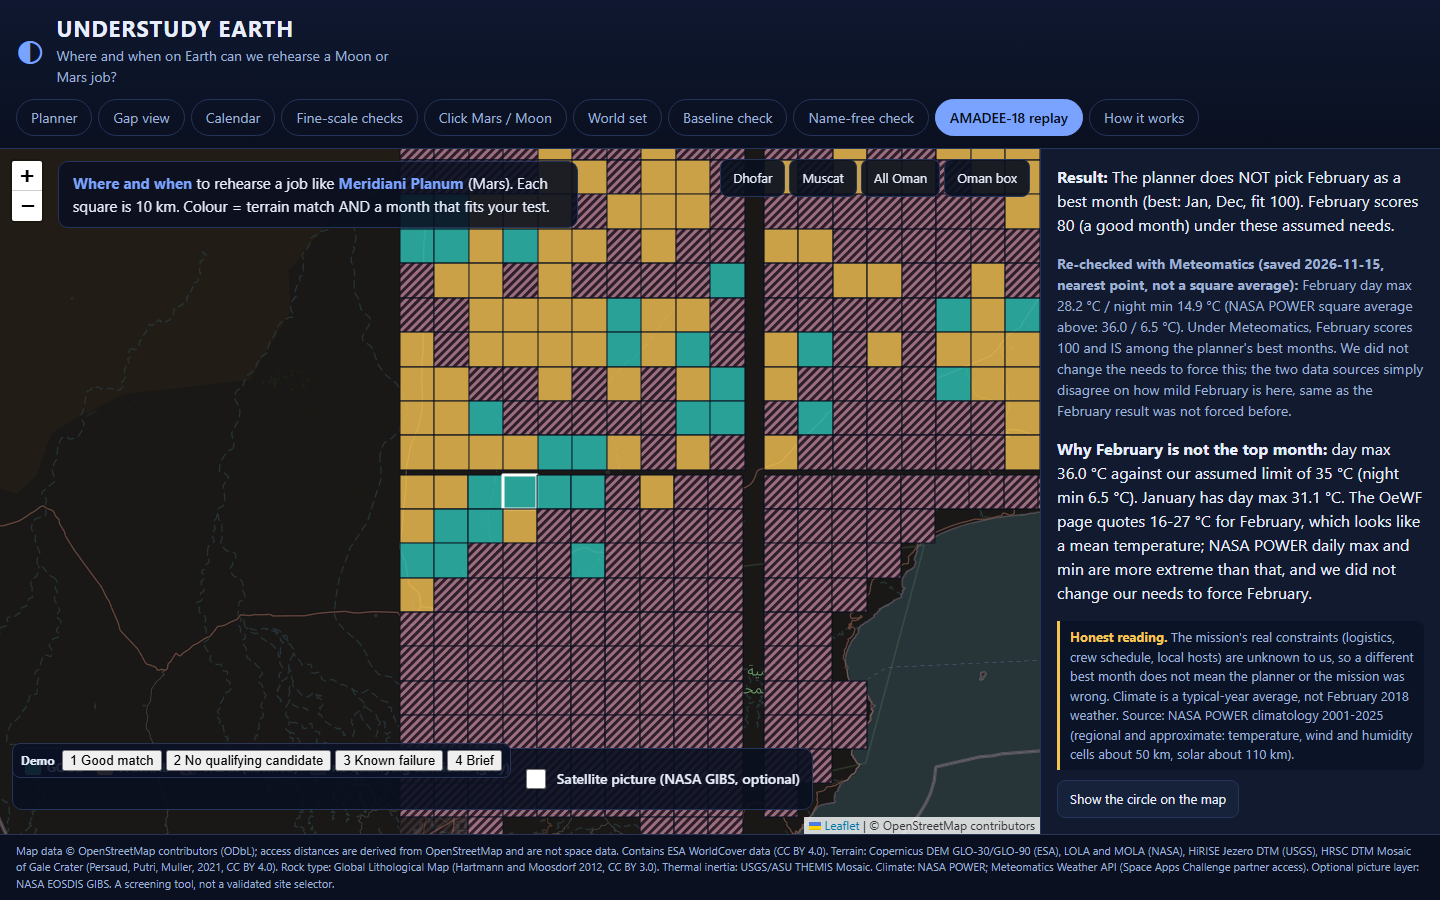 UNDERSTUDY EARTH
Where and when on Earth can we rehearse a Moon or
Mars job?
Planner
Gap view
Calendar
Fine-scale checks
Click Mars / Moon
World set
Baseline check
Name-free check
AMADEE-18 replay
How it works
+
−
Where and when to rehearse a job like Meridiani Planum (Mars). Each
square is 10 km. Colour = terrain match AND a month that fits your test.
Dhofar
Muscat
All Oman
Oman box
Demo
1 Good match
2 No qualifying candidate
3 Known failure
4 Brief
Satellite picture (NASA GIBS, optional)
Leaflet | © OpenStreetMap contributors
Result: The planner does NOT pick February as a
best month (best: Jan, Dec, fit 100). February scores
80 (a good month) under these assumed needs.
Re-checked with Meteomatics (saved 2026-11-15,
nearest point, not a square average): February day max
28.2 °C / night min 14.9 °C (NASA POWER square average
above: 36.0 / 6.5 °C). Under Meteomatics, February scores
100 and IS among the planner's best months. We did not
change the needs to force this; the two data sources simply
disagree on how mild February is here, same as the
February result was not forced before.
Why February is not the top month: day max
36.0 °C against our assumed limit of 35 °C (night
min 6.5 °C). January has day max 31.1 °C. The OeWF
page quotes 16-27 °C for February, which looks like
a mean temperature; NASA POWER daily max and
min are more extreme than that, and we did not
change our needs to force February.
Honest reading. The mission's real constraints (logistics,
crew schedule, local hosts) are unknown to us, so a different
best month does not mean the planner or the mission was
wrong. Climate is a typical-year average, not February 2018
weather. Source: NASA POWER climatology 2001-2025
(regional and approximate: temperature, wind and humidity
cells about 50 km, solar about 110 km).
Show the circle on the map
Map data © OpenStreetMap contributors (ODbL); access distances are derived from OpenStreetMap and are not space data. Contains ESA WorldCover data (CC BY 4.0). Terrain: Copernicus DEM GLO-30/GLO-90 (ESA), LOLA and MOLA (NASA), HiRISE Jezero DTM (USGS), HRSC DTM Mosaic
of Gale Crater (Persaud, Putri, Muller, 2021, CC BY 4.0). Rock type: Global Lithological Map (Hartmann and Moosdorf 2012, CC BY 3.0). Thermal inertia: USGS/ASU THEMIS Mosaic. Climate: NASA POWER; Meteomatics Weather API (Space Apps Challenge partner access). Optional picture layer:
NASA EOSDIS GIBS. A screening tool, not a validated site selector.